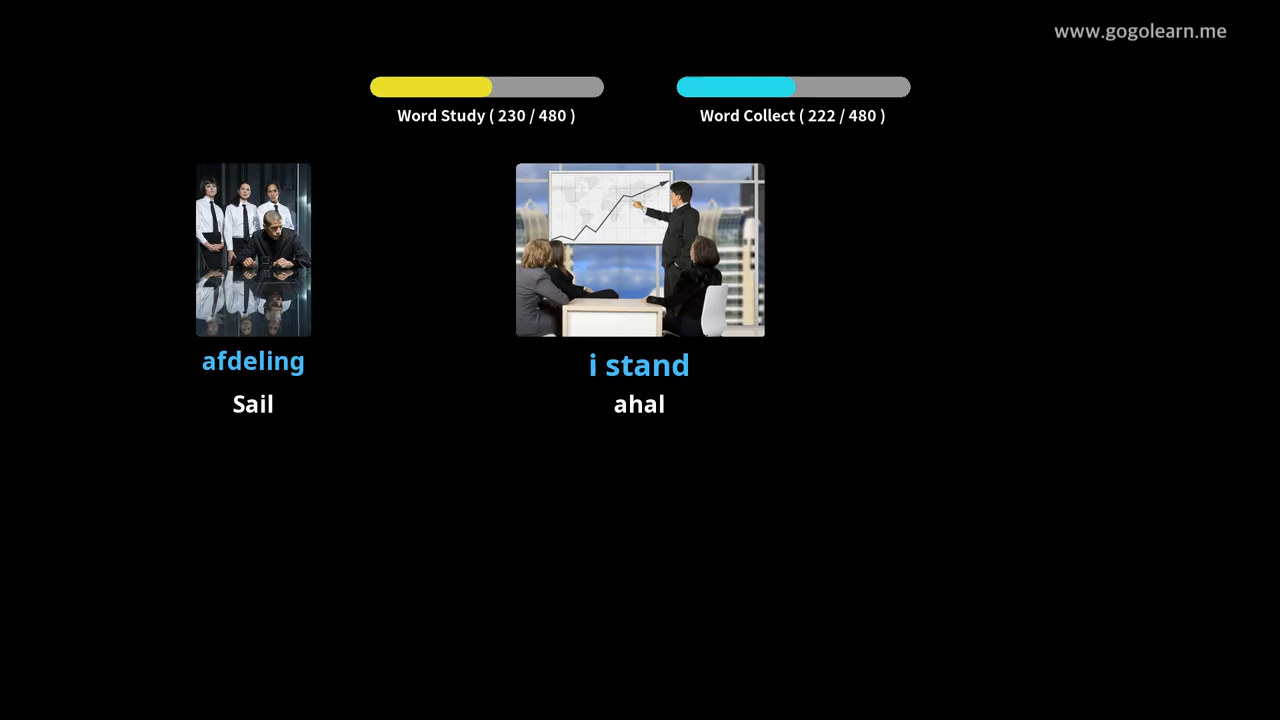 www.gogolearn.me
Word Study ( 230 / 480 )
Word Collect ( 222 / 480 )
afdeling
Sail
i stand
ahal